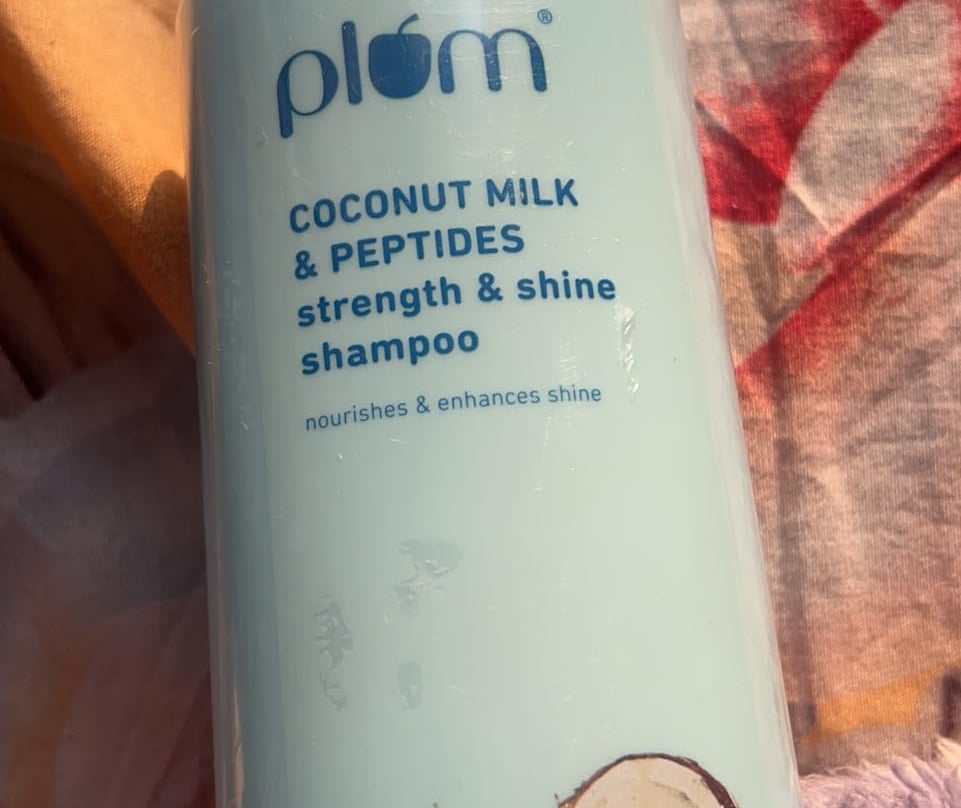 plum®
COCONUT MILK
& PEPTIDES
strength & shine
shampoo
nourishes & enhances shine